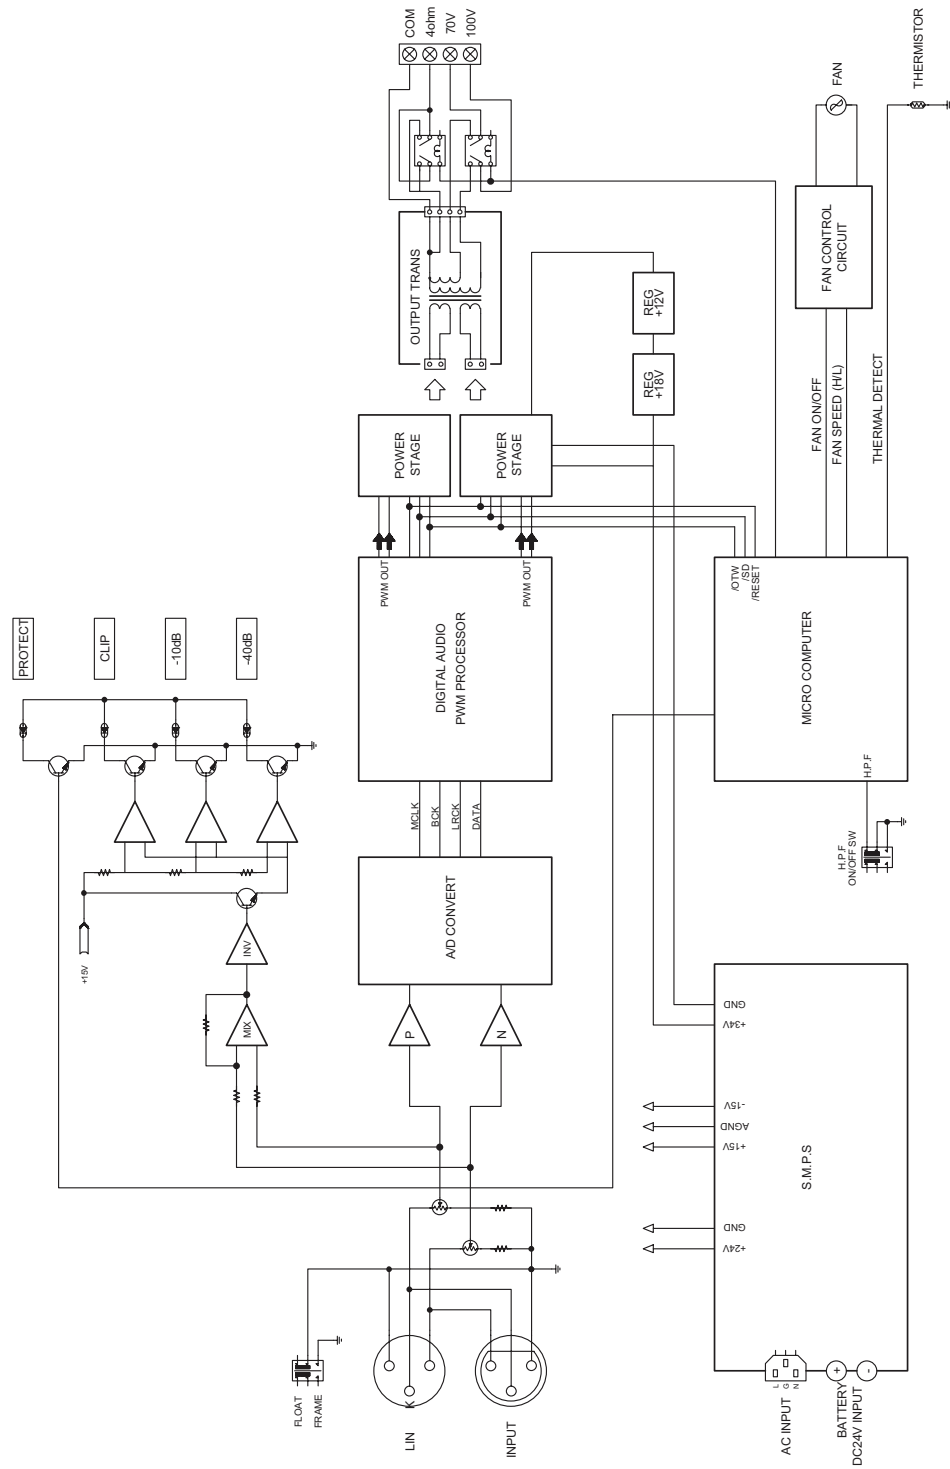 COM
4ohm
70V
100V
THERMISTOR
FAN
OUTPUT TRANS
FAN CONTROL
CIRCUIT
REG
+12V
REG
+18V
FAN ON/OFF
FAN SPEED (H/L)
THERMAL DETECT
POWER
STAGE
POWER
STAGE
PWM OUT
PWM OUT
/OTW
/SD
/RESET
PROTECT
CLIP
-10dB
-40dB
DIGITAL AUDIO
PWM PROCESSOR
MICRO COMPUTER
H.P.F
H.P.F
ON/OFF SW
MCLK
BCK
LRCK
DATA
A/D CONVERT
+15V
INV
MIX
P
N
GND
+34V
-15V
AGND
+15V
GND
+24V
S.M.P.S
FLOAT
FRAME
LIN
K
INPUT
L
G
N
AC INPUT
+
-
BATTERY
DC24V INPUT